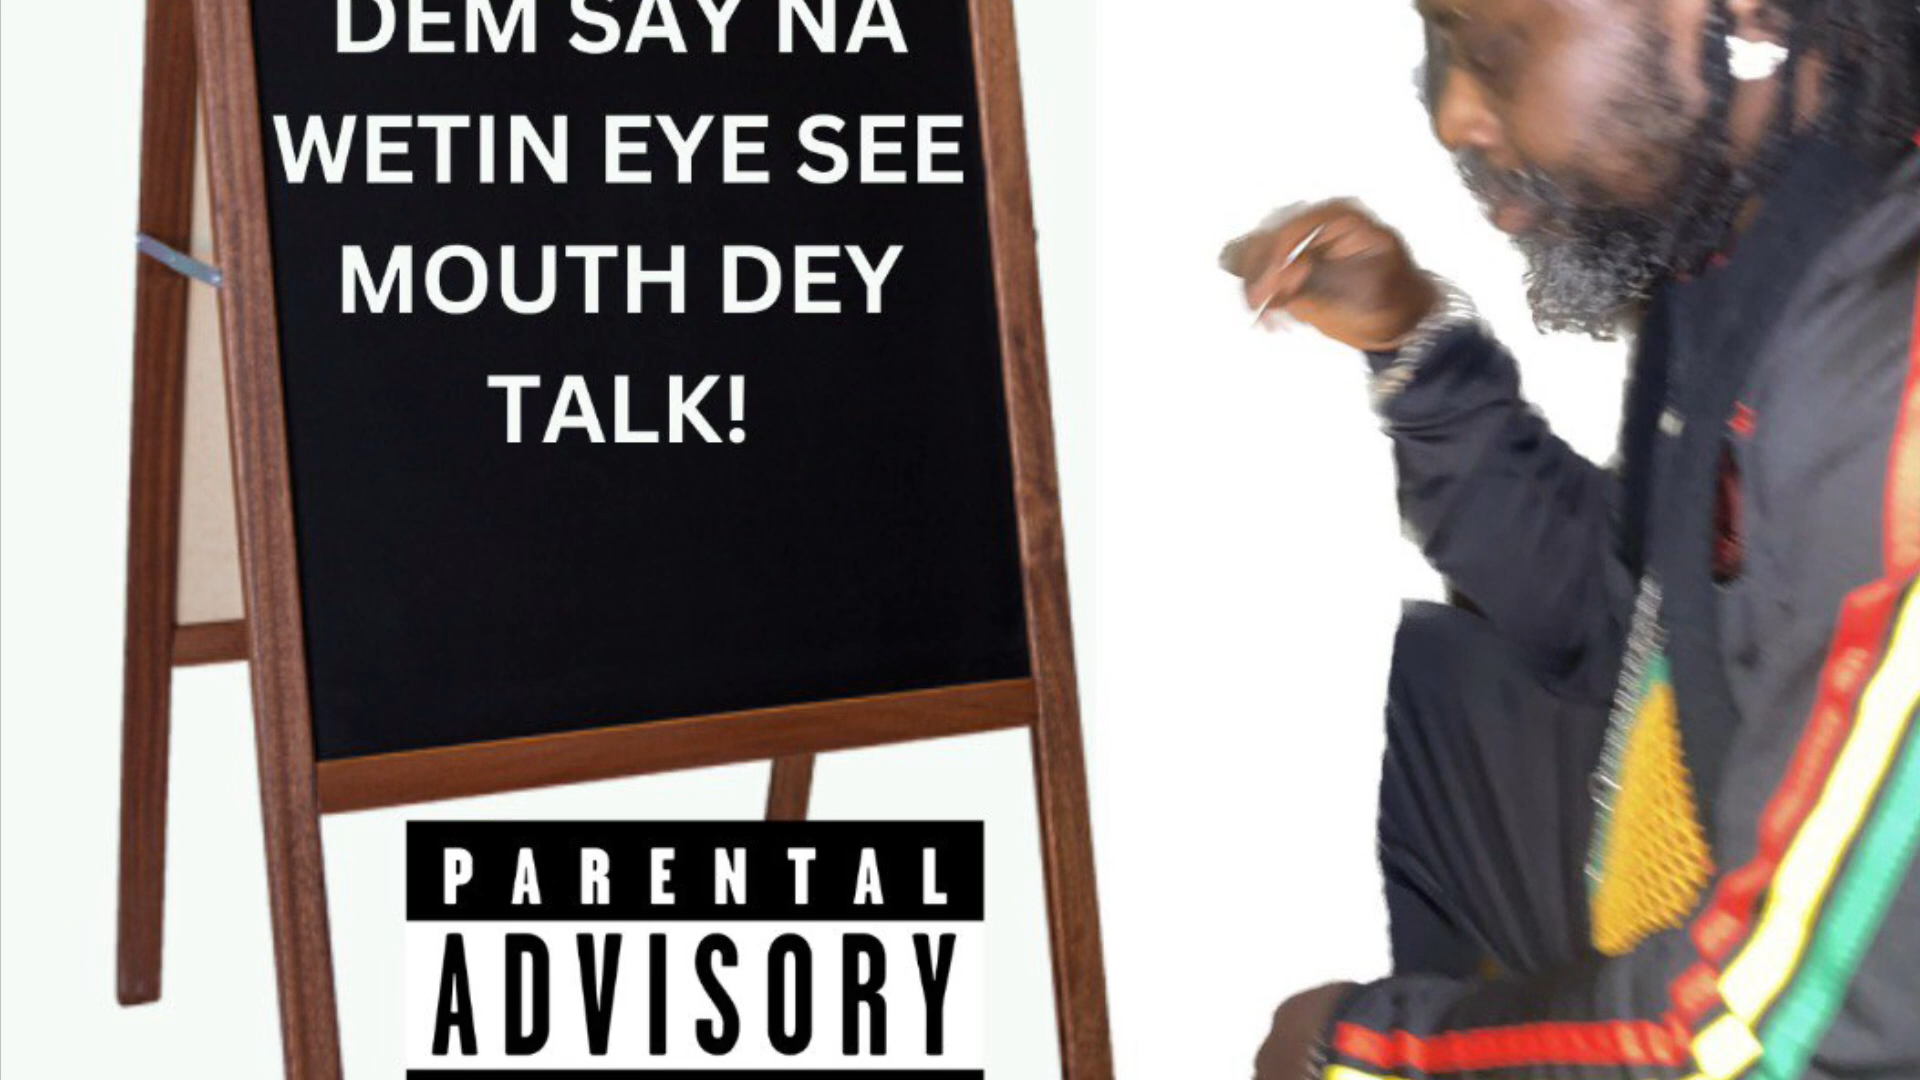 DEM SAY NA
WETIN EYE SEE
MOUTH DEY
TALK!
PARENTAL
ADVISORY